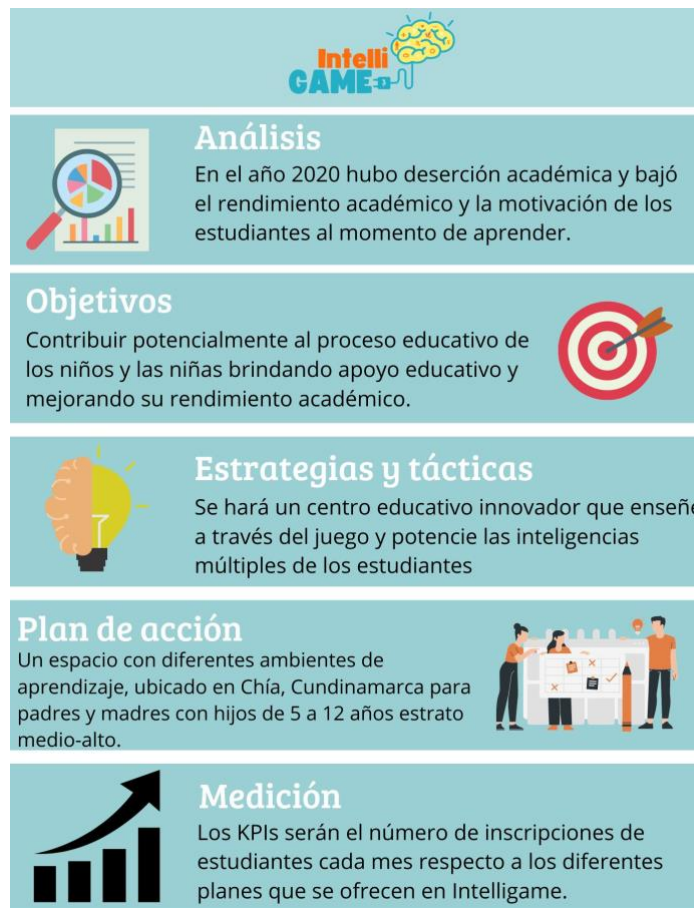 Intelli
GAME
Análisis
En el año 2020 hubo deserción académica y bajó
el rendimiento académico y la motivación de los
estudiantes al momento de aprender.
Objetivos
Contribuir potencialmente al proceso educativo de
los niños y las niñas brindando apoyo educativo y
mejorando su rendimiento académico.
Estrategias y tácticas
Se hará un centro educativo innovador que enseñe
a través del juego y potencie las inteligencias
múltiples de los estudiantes
Plan de acción
Un espacio con diferentes ambientes de
aprendizaje, ubicado en Chía, Cundinamarca para
padres y madres con hijos de 5 a 12 años estrato
medio-alto.
Medición
Los KPIs serán el número de inscripciones de
estudiantes cada mes respecto a los diferentes
planes que se ofrecen en Intelligame.